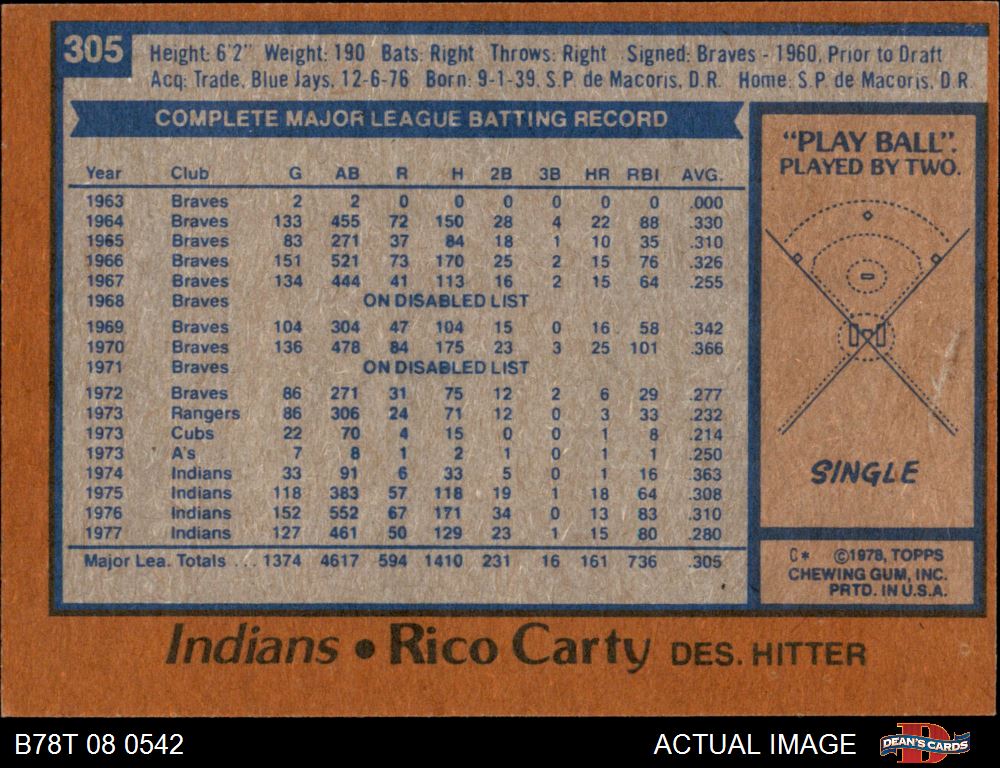 305
Height: 6'2" Weight: 190 Bats: Right Throws: Right Signed: Braves - 1960, Prior to Draft
Acq: Trade, Blue Jays, 12-6-76 Born: 9-1-39, S.P. de Macoris, D.R. Home: S.P. de Macoris, D.R.
COMPLETE MAJOR LEAGUE BATTING RECORD
Year Club G AB R H 2B 3B HR RBI AVG.
1963 Braves 2 2 0 0 0 0 0 0 .000
1964 Braves 133 455 72 150 28 4 22 88 .330
1965 Braves 83 271 37 84 18 1 10 35 .310
1966 Braves 151 521 73 170 25 2 15 76 .326
1967 Braves 134 444 41 113 16 2 15 64 .255
1968 Braves ON DISABLED LIST
1969 Braves 104 304 47 104 15 0 16 58 .342
1970 Braves 136 478 84 175 23 3 25 101 .366
1971 Braves ON DISABLED LIST
1972 Braves 86 271 31 75 12 2 6 29 .277
1973 Rangers 86 306 24 71 12 0 3 33 .232
1973 Cubs 22 70 4 15 0 0 1 8 .214
1973 A's 7 8 1 2 1 0 1 1 .250
1974 Indians 33 91 6 33 5 0 1 16 .363
1975 Indians 118 383 57 118 19 1 18 64 .308
1976 Indians 152 552 67 171 34 0 13 83 .310
1977 Indians 127 461 50 129 23 1 15 80 .280
Major Lea. Totals ... 1374 4617 594 1410 231 16 161 736 .305
"PLAY BALL".
PLAYED BY TWO.
SINGLE
C* ©1978, TOPPS
CHEWING GUM, INC.
PRTD. IN U.S.A.
Indians • Rico Carty DES. HITTER
B78T 08 0542
ACTUAL IMAGE
D
DEAN'S CARDS